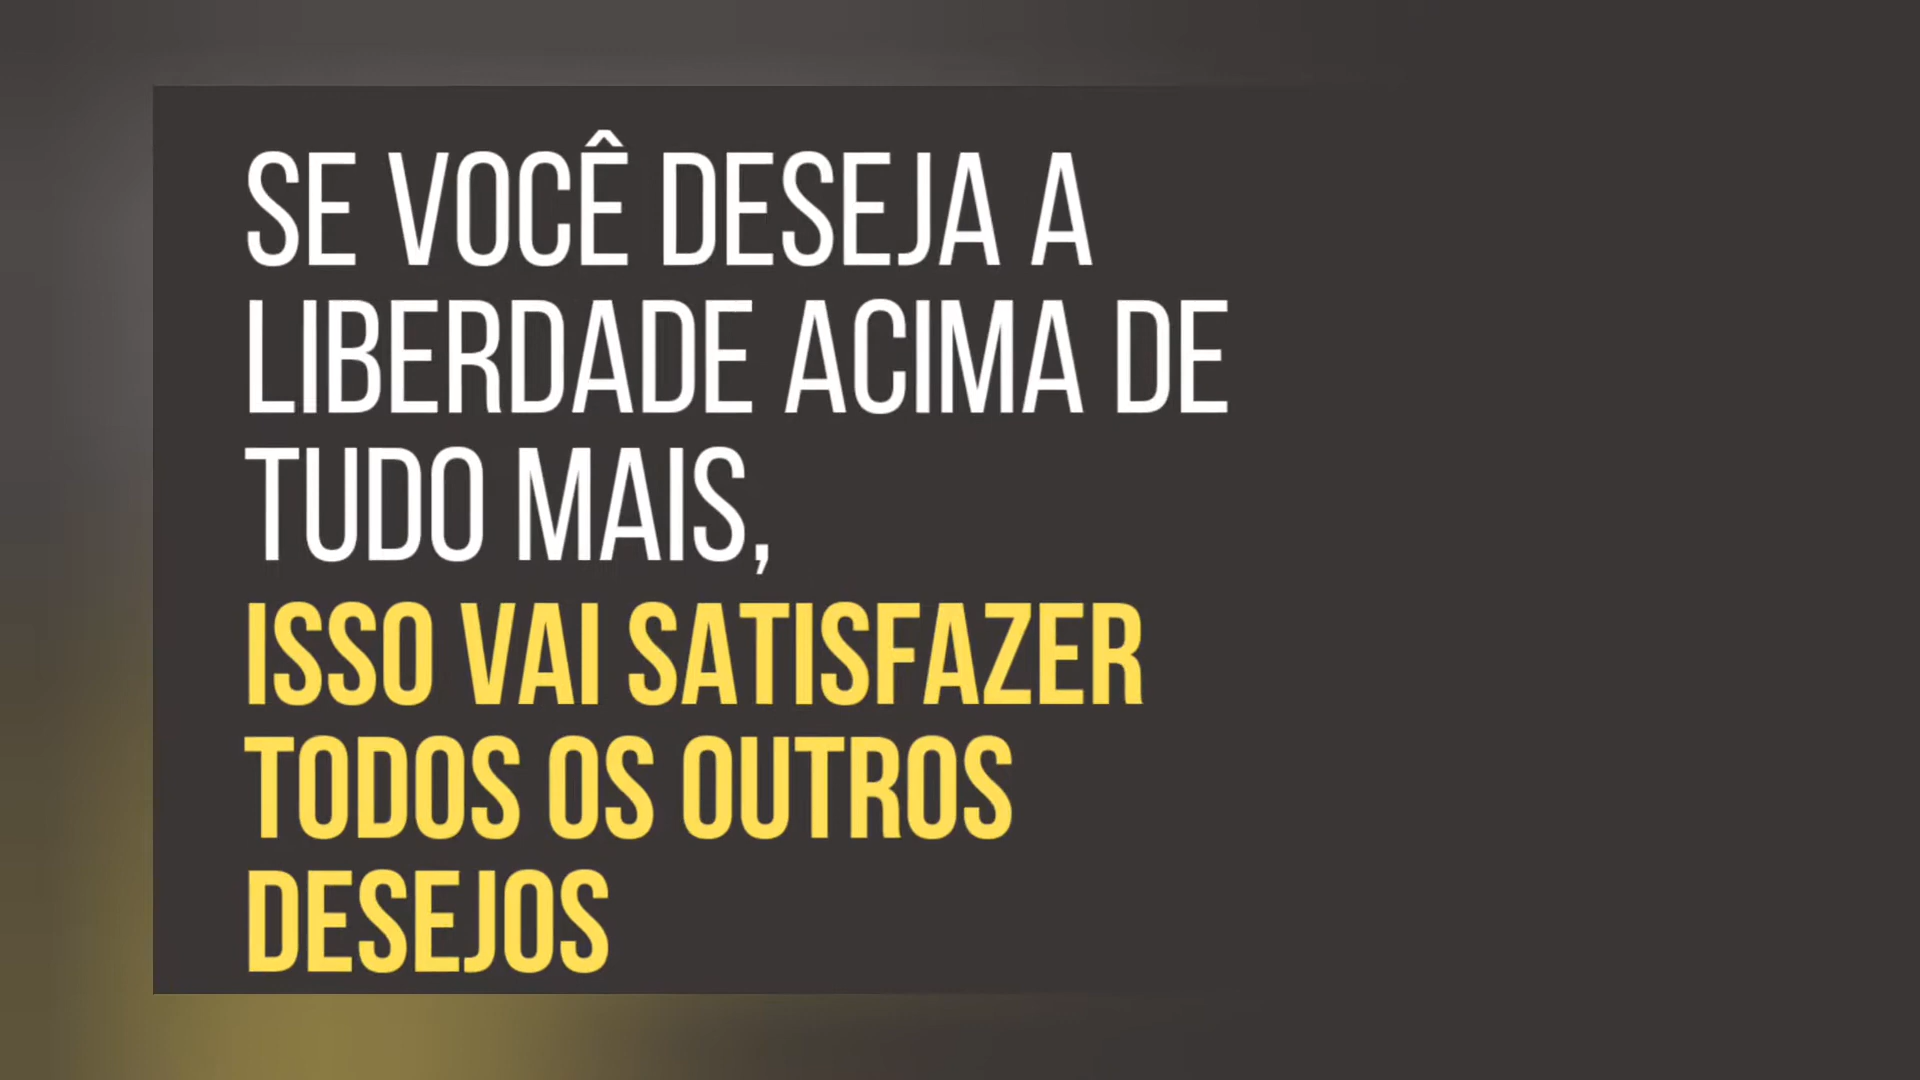 SE VOCÊ DESEJA A
LIBERDADE ACIMA DE
TUDO MAIS,
ISSO VAI SATISFAZER
TODOS OS OUTROS
DESEJOS